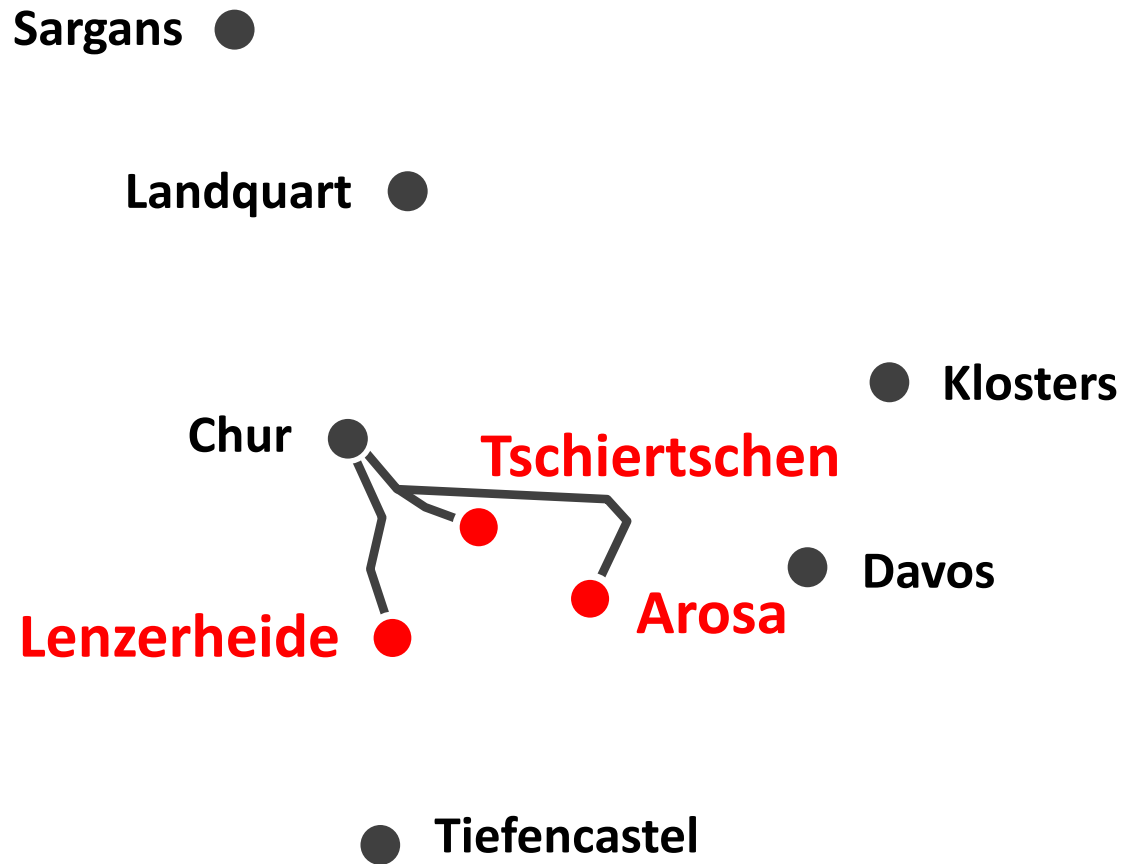 Sargans
Landquart
Klosters
Chur
Tschiertschen
Davos
Arosa
Lenzerheide
Tiefencastel